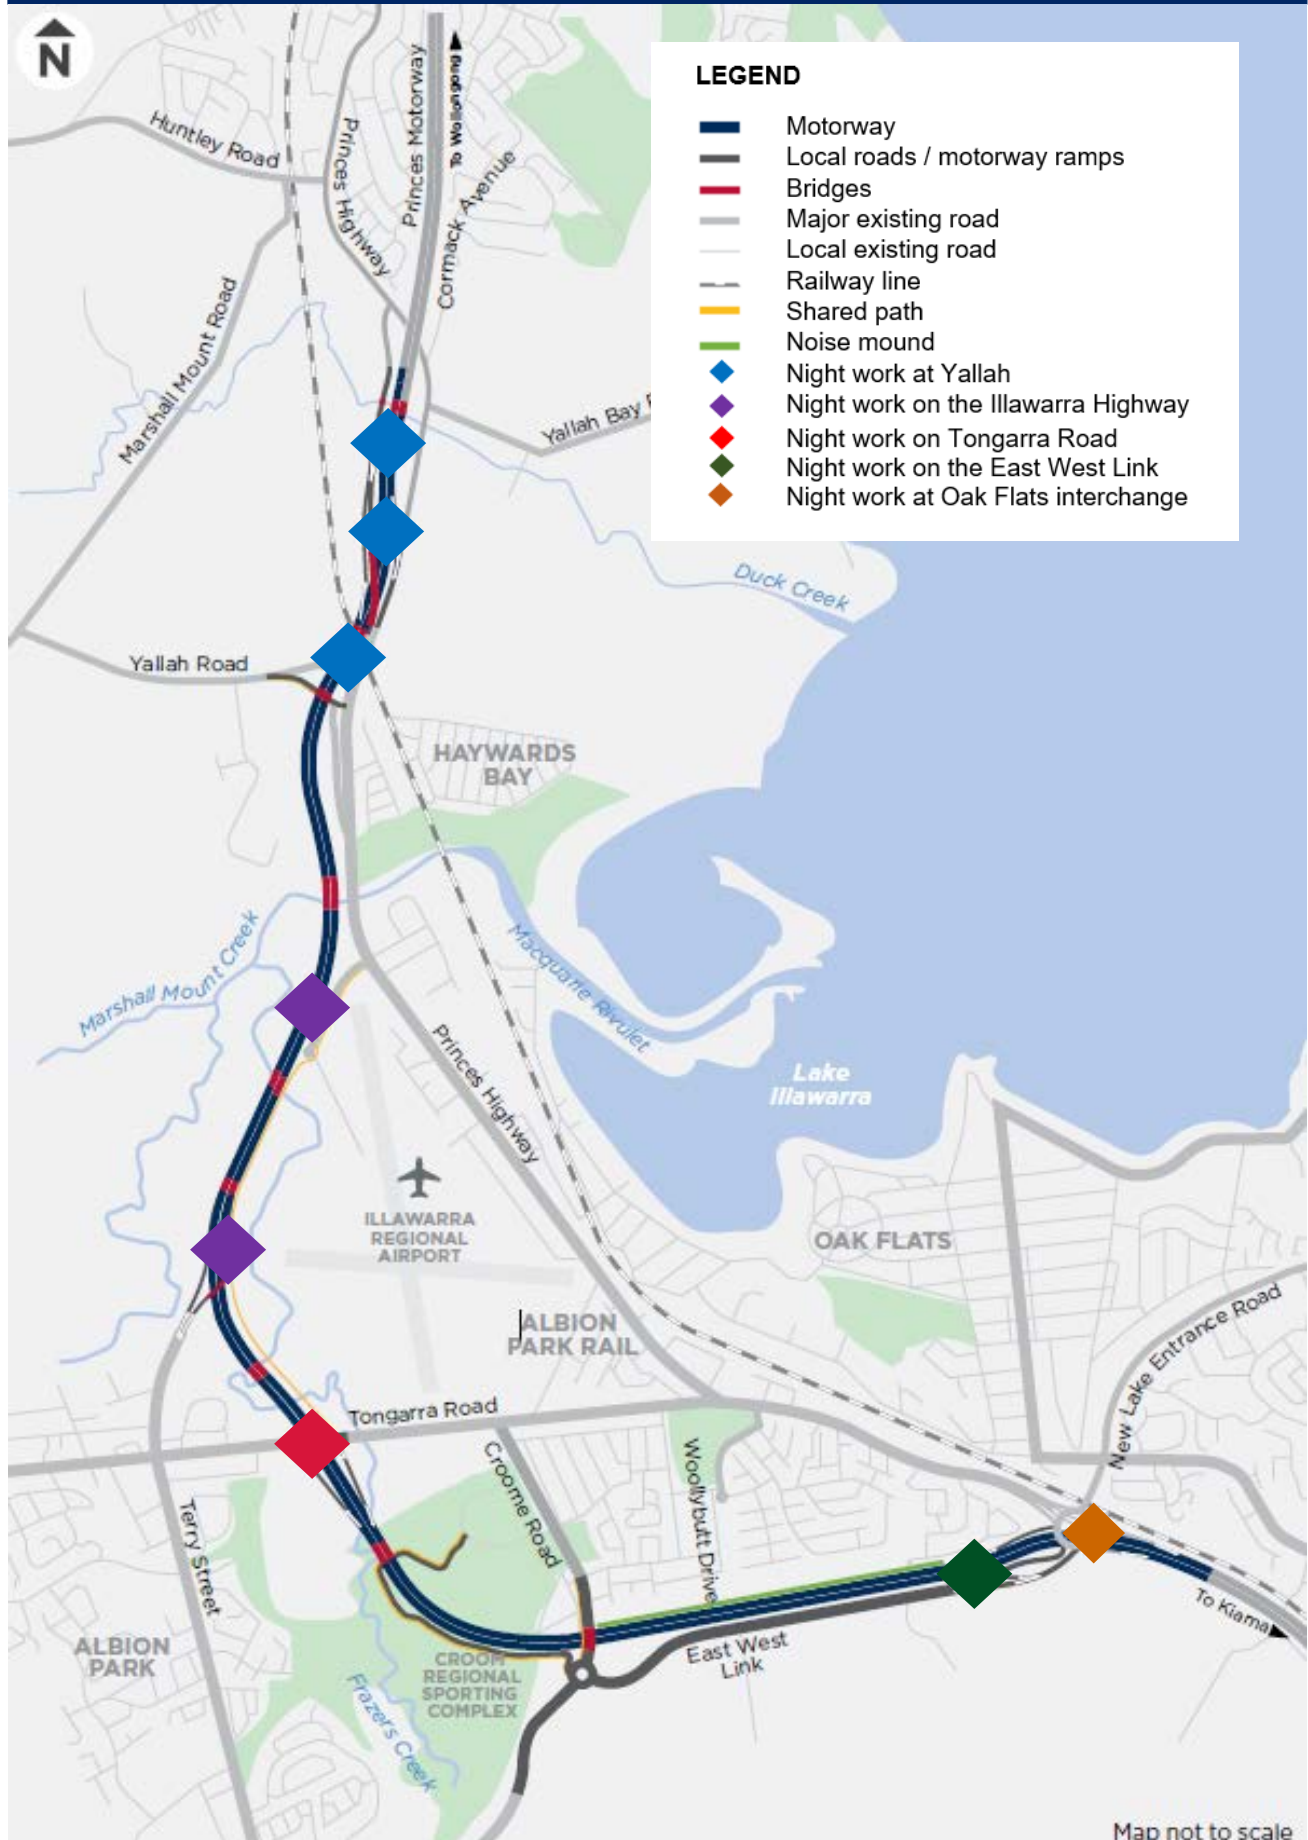 N
Huntley Road
Princes Highway
Princes Motorway
To Wollongong
Cormack Avenue
LEGEND
Motorway
Local roads / motorway ramps
Bridges
Major existing road
Local existing road
Railway line
Shared path
Noise mound
Night work at Yallah
Night work on the Illawarra Highway
Night work on Tongarra Road
Night work on the East West Link
Night work at Oak Flats interchange
Marshall Mount Road
Yallah Bay
Duck Creek
Yallah Road
HAYWARDS
BAY
Marshall Mount Creek
Macquarie Rivulet
Princes Highway
Lake
Illawarra
ILLAWARRA
REGIONAL
AIRPORT
OAK FLATS
ALBION
PARK RAIL
New Lake Entrance Road
Tongarra Road
Croome Road
Woollybutt Drive
Terry Street
To Kiama
East West
Link
ALBION
PARK
CROOM
REGIONAL
SPORTING
COMPLEX
Frazers Creek
Map not to scale